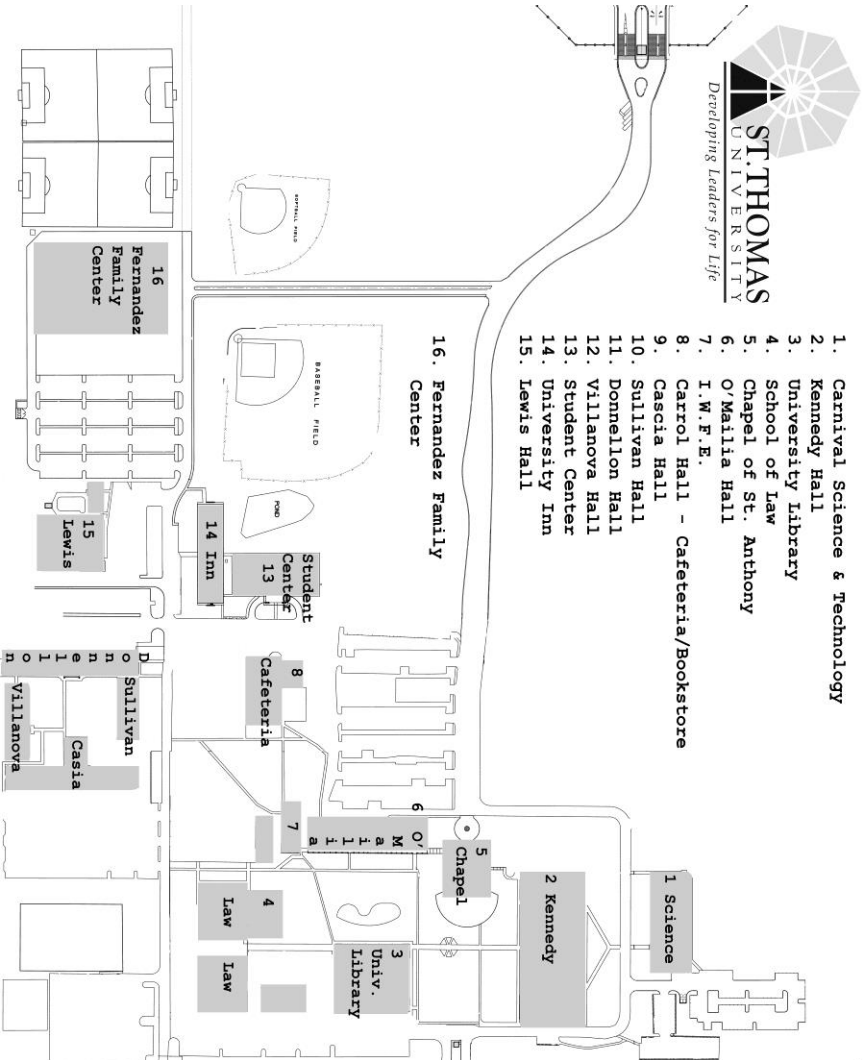 ST.THOMAS
UNIVERSITY
Developing Leaders for Life
1. Carnival Science & Technology
2. Kennedy Hall
3. University Library
4. School of Law
5. Chapel of St. Anthony
6. O'Mailia Hall
7. I.W.F.E.
8. Carrol Hall - Cafeteria/Bookstore
9. Cascia Hall
10. Sullivan Hall
11. Donnellon Hall
12. Villanova Hall
13. Student Center
14. University Inn
15. Lewis Hall
16. Fernandez Family
Center
SOFTBALL FIELD
BASEBALL FIELD
POND
16
Fernandez
Family
Center
15
Lewis
14 Inn
Student
Center
13
8
Cafeteria
Donnellon
Sullivan
Villanova
Casia
6
O'Mailia
7
5
Chapel
2 Kennedy
1 Science
4
Law
Law
3
Univ.
Library